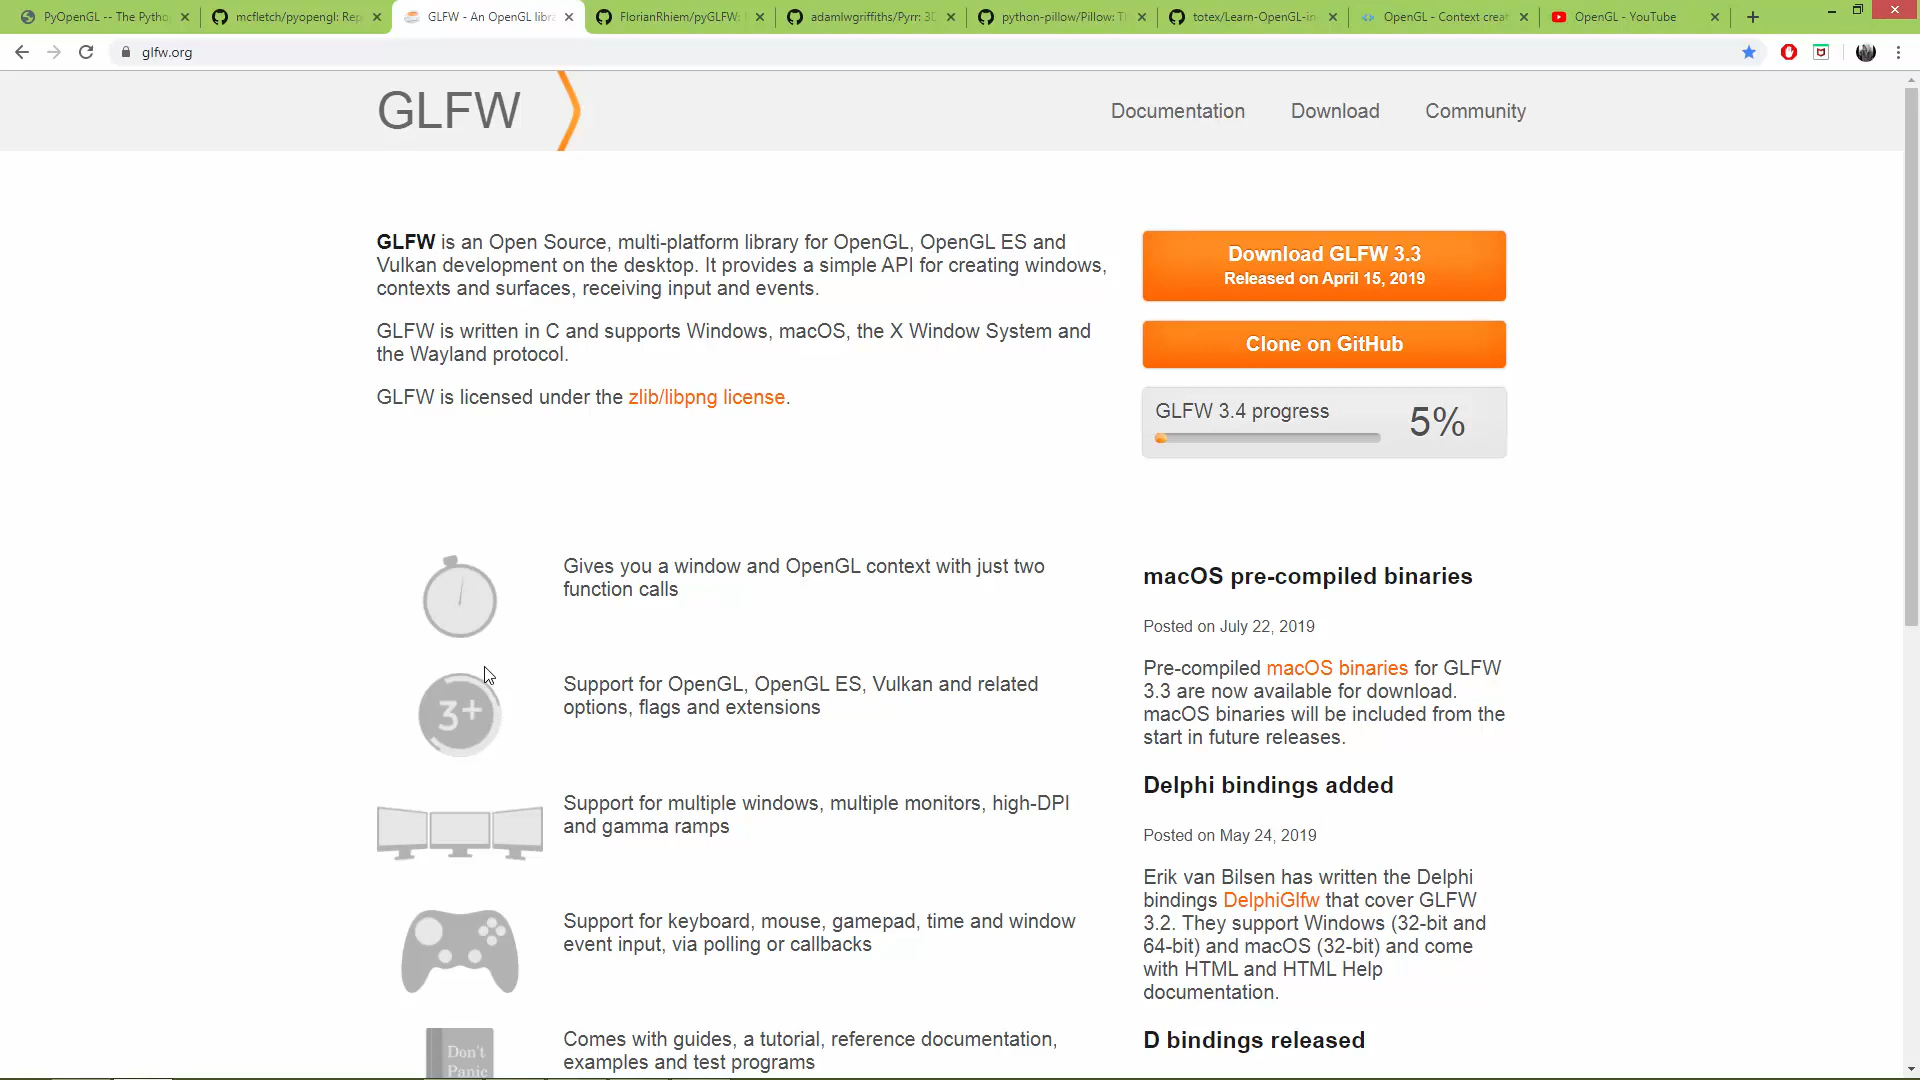 PyOpenGL -- The Pytho
mcfletch/pyopengl: Rep
GLFW - An OpenGL libra
FlorianRhiem/pyGLFW:
adamlwgriffiths/Pyrr: 3D
python-pillow/Pillow: T
totex/Learn-OpenGL-in
OpenGL - Context creat
OpenGL - YouTube
glfw.org
GLFW
Documentation
Download
Community
GLFW is an Open Source, multi-platform library for OpenGL, OpenGL ES and
Vulkan development on the desktop. It provides a simple API for creating windows,
contexts and surfaces, receiving input and events.
GLFW is written in C and supports Windows, macOS, the X Window System and
the Wayland protocol.
GLFW is licensed under the zlib/libpng license.
Download GLFW 3.3
Released on April 15, 2019
Clone on GitHub
GLFW 3.4 progress
5%
Gives you a window and OpenGL context with just two
function calls
3+
Support for OpenGL, OpenGL ES, Vulkan and related
options, flags and extensions
Support for multiple windows, multiple monitors, high-DPI
and gamma ramps
Support for keyboard, mouse, gamepad, time and window
event input, via polling or callbacks
Don't
Panic
Comes with guides, a tutorial, reference documentation,
examples and test programs
macOS pre-compiled binaries
Posted on July 22, 2019
Pre-compiled macOS binaries for GLFW
3.3 are now available for download.
macOS binaries will be included from the
start in future releases.
Delphi bindings added
Posted on May 24, 2019
Erik van Bilsen has written the Delphi
bindings DelphiGlfw that cover GLFW
3.2. They support Windows (32-bit and
64-bit) and macOS (32-bit) and come
with HTML and HTML Help
documentation.
D bindings released